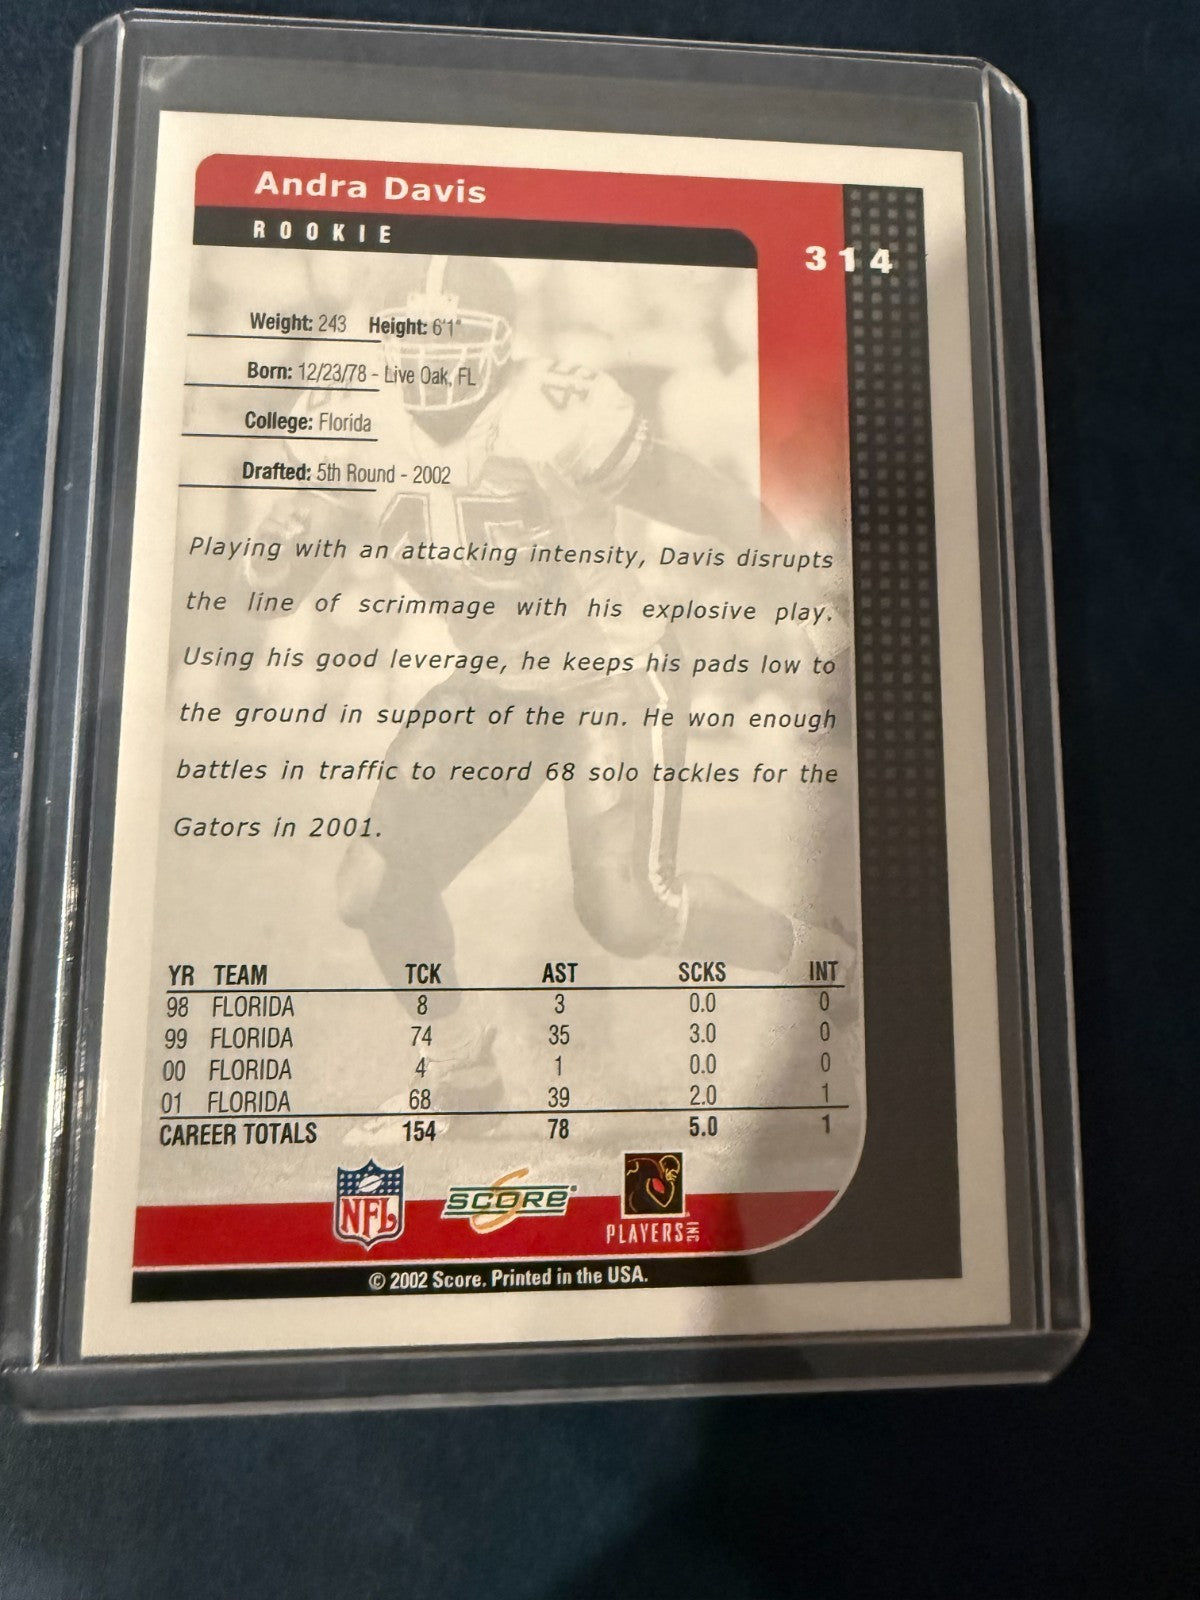 Andra Davis
ROOKIE
314
Weight: 243 Height: 6'1"
Born: 12/23/78 - Live Oak, FL
College: Florida
Drafted: 5th Round - 2002
45
45
Playing with an attacking intensity, Davis disrupts
the line of scrimmage with his explosive play.
Using his good leverage, he keeps his pads low to
the ground in support of the run. He won enough
battles in traffic to record 68 solo tackles for the
Gators in 2001.
YR TEAM TCK AST SCKS INT
98 FLORIDA 8 3 0.0 0
99 FLORIDA 74 35 3.0 0
00 FLORIDA 4 1 0.0 0
01 FLORIDA 68 39 2.0 1
CAREER TOTALS 154 78 5.0 1
NFL SCORE PLAYERS INC
© 2002 Score. Printed in the USA.